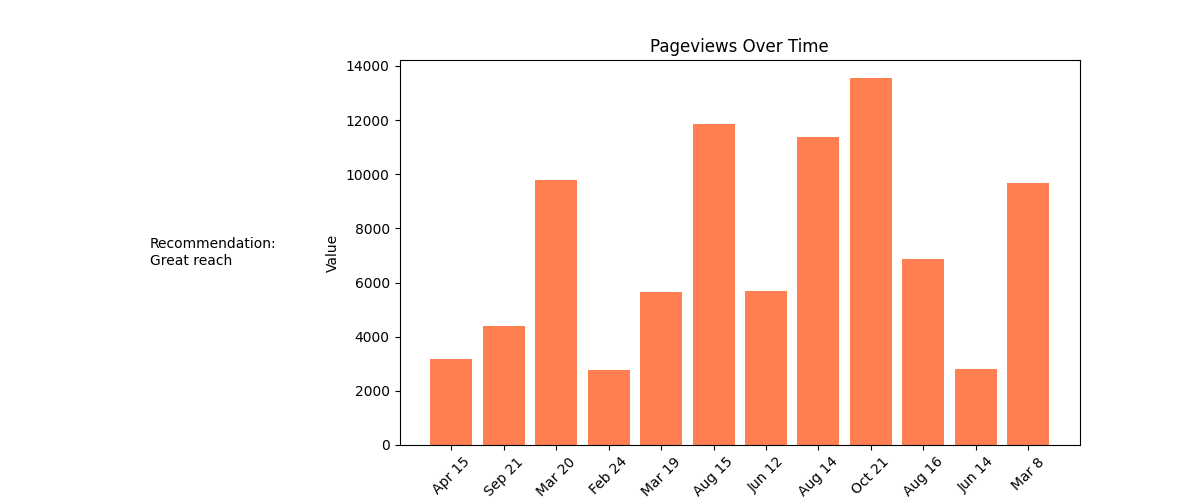 Pageviews Over Time
Recommendation:
Great reach
Value
14000
12000
10000
8000
6000
4000
2000
0
Apr 15
Sep 21
Mar 20
Feb 24
Mar 19
Aug 15
Jun 12
Aug 14
Oct 21
Aug 16
Jun 14
Mar 8